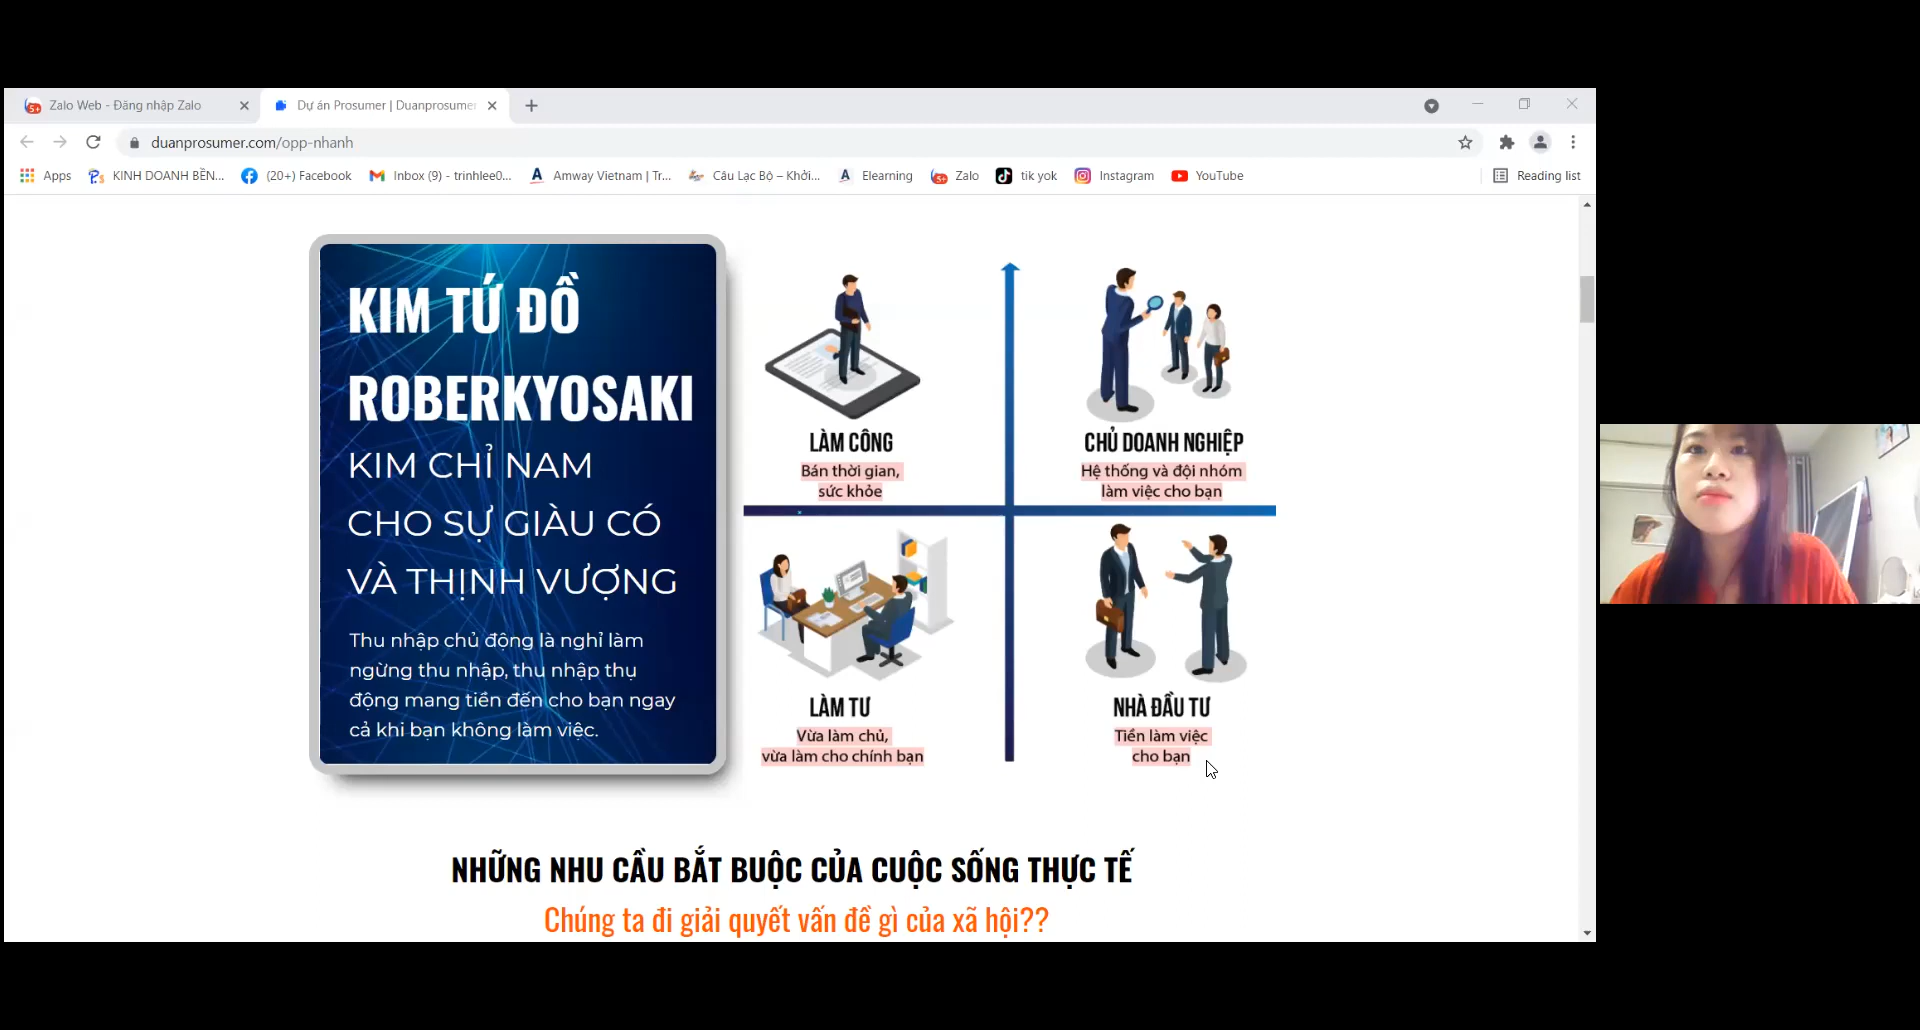 Zalo Web - Đăng nhập Zalo
Dự án Prosumer | Duanprosumer
duanprosumer.com/opp-nhanh
Apps
KINH DOANH BỀN...
(20+) Facebook
Inbox (9) - trinhlee0...
Amway Vietnam | Tr...
Câu Lạc Bộ – Khởi...
Elearning
Zalo
tik yok
Instagram
YouTube
Reading list
KIM TỨ ĐỒ
ROBERKYOSAKI
KIM CHỈ NAM
CHO SỰ GIÀU CÓ
VÀ THỊNH VƯỢNG
Thu nhập chủ động là nghỉ làm
ngừng thu nhập, thu nhập thụ
động mang tiền đến cho bạn ngay
cả khi bạn không làm việc.
LÀM CÔNG
Bán thời gian,
sức khỏe
CHỦ DOANH NGHIỆP
Hệ thống và đội nhóm
làm việc cho bạn
LÀM TƯ
Vừa làm chủ,
vừa làm cho chính bạn
NHÀ ĐẦU TƯ
Tiền làm việc
cho bạn
NHỮNG NHU CẦU BẮT BUỘC CỦA CUỘC SỐNG THỰC TẾ
Chúng ta đi giải quyết vấn đề gì của xã hội??